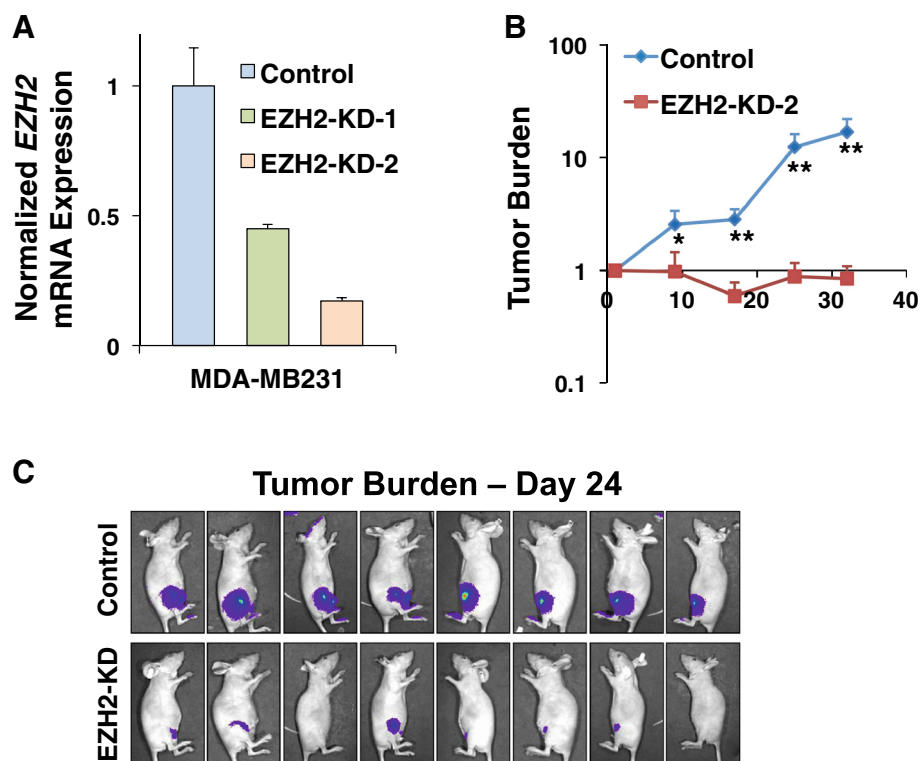 A
Normalized EZH2
mRNA Expression
1
0.5
0
Control
EZH2-KD-1
EZH2-KD-2
MDA-MB231
B
Tumor Burden
100
10
1
0.1
Control
EZH2-KD-2
*
**
**
**
0 10 20 30 40
C
Tumor Burden – Day 24
Control
EZH2-KD